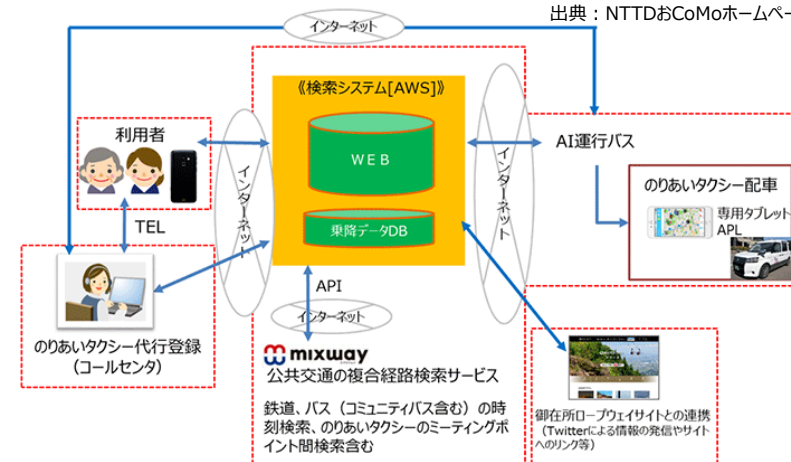 出典：NTTDおCoMoホームペー
インターネット
《検索システム[AWS]》
利用者
WEB
AI運行バス
インターネット
インターネット
のりあいタクシー配車
専用タブレット
APL
乗降データDB
TEL
API
インターネット
mixway
公共交通の複合経路検索サービス
のりあいタクシー代行登録
（コールセンタ）
鉄道、バス（コミュニティバス含む）の時
刻検索、のりあいタクシーのミーティングポ
イント間検索含む
御在所ロープウェイサイトとの連携
（Twitterによる情報の発信やサイト
へのリンク等）